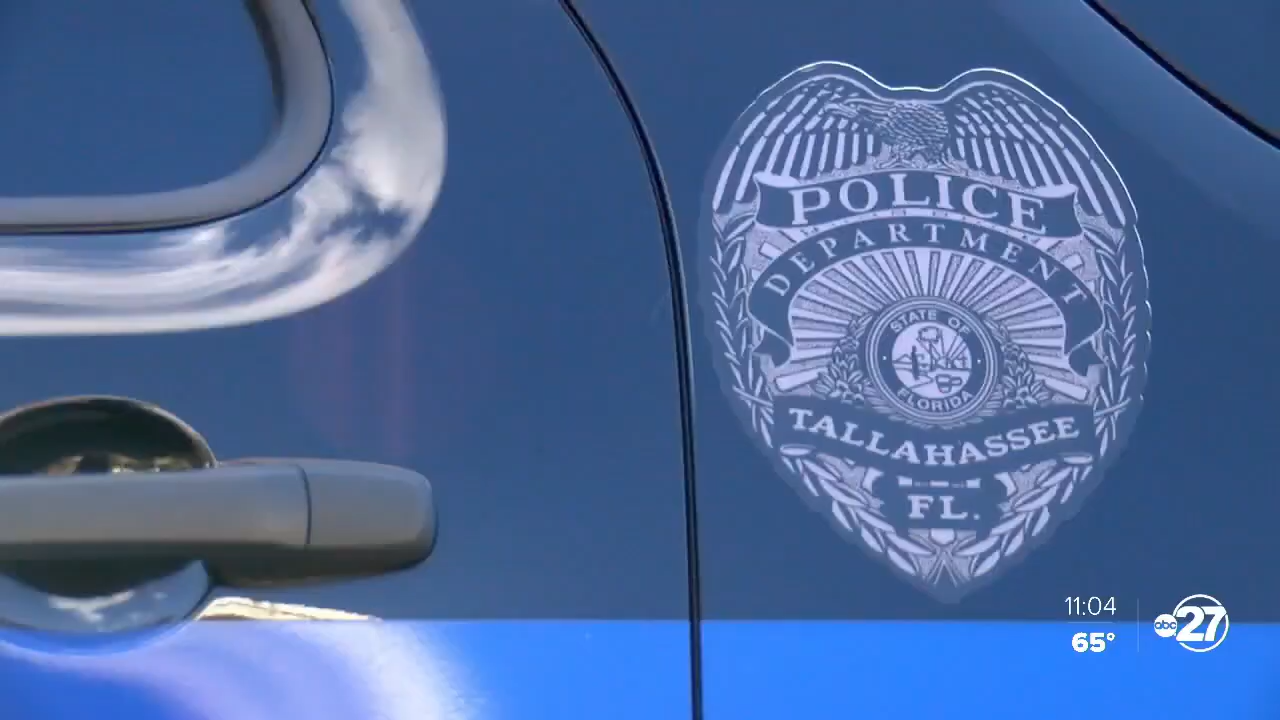 POLICE
DEPARTMENT
STATE OF
FLORIDA
TALLAHASSEE
FL.
11:04
65°
abc 27